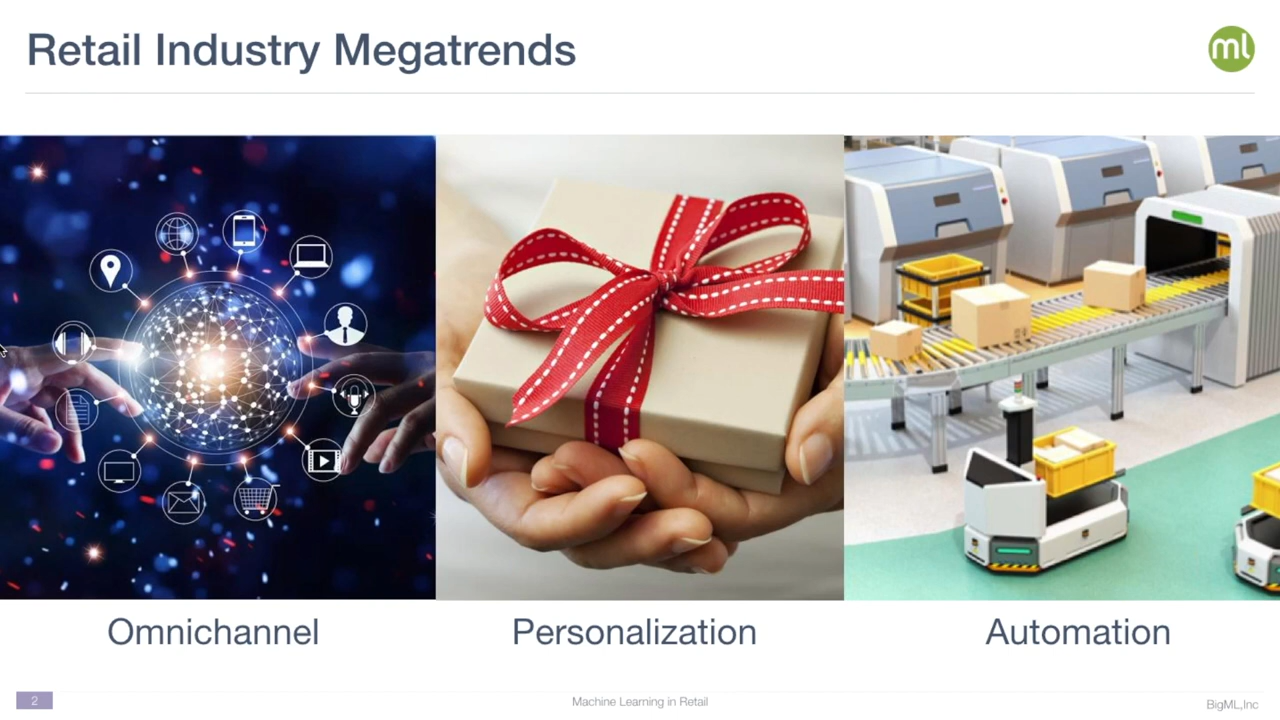 Retail Industry Megatrends
ml
Omnichannel
Personalization
Automation
2
Machine Learning in Retail
BigML,Inc